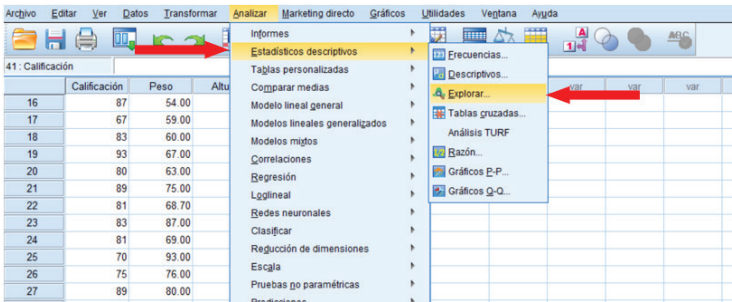 Archivo Editar Ver Datos Transformar Analizar Marketing directo Gráficos Utilidades Ventana Ayuda
41 : Calificación
Calificación Peso Altu var var var
16 87 54.00
17 67 59.00
18 83 60.00
19 93 67.00
20 80 63.00
21 89 75.00
22 81 68.70
23 83 87.00
24 81 69.00
25 70 93.00
26 75 76.00
27 89 80.00
Informes
Estadísticos descriptivos
Tablas personalizadas
Comparar medias
Modelo lineal general
Modelos lineales generalizados
Modelos mixtos
Correlaciones
Regresión
Loglineal
Redes neuronales
Clasificar
Reducción de dimensiones
Escala
Pruebas no paramétricas
Predicciones
Frecuencias...
Descriptivos...
Explorar...
Tablas cruzadas...
Análisis TURF
Razón...
Gráficos P-P...
Gráficos Q-Q...